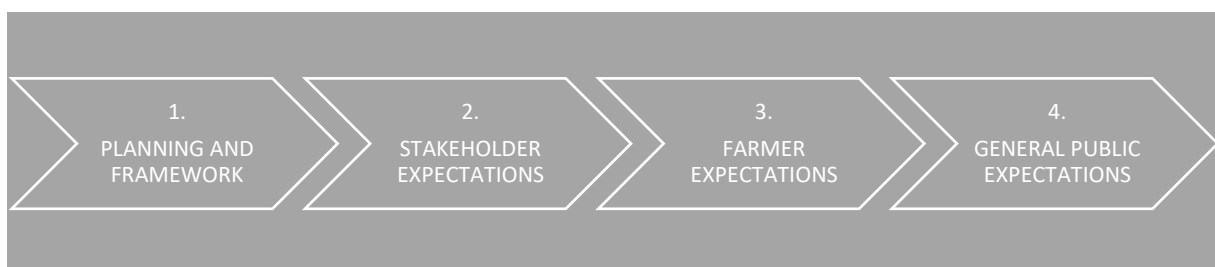 1.
PLANNING AND
FRAMEWORK
2.
STAKEHOLDER
EXPECTATIONS
3.
FARMER
EXPECTATIONS
4.
GENERAL PUBLIC
EXPECTATIONS